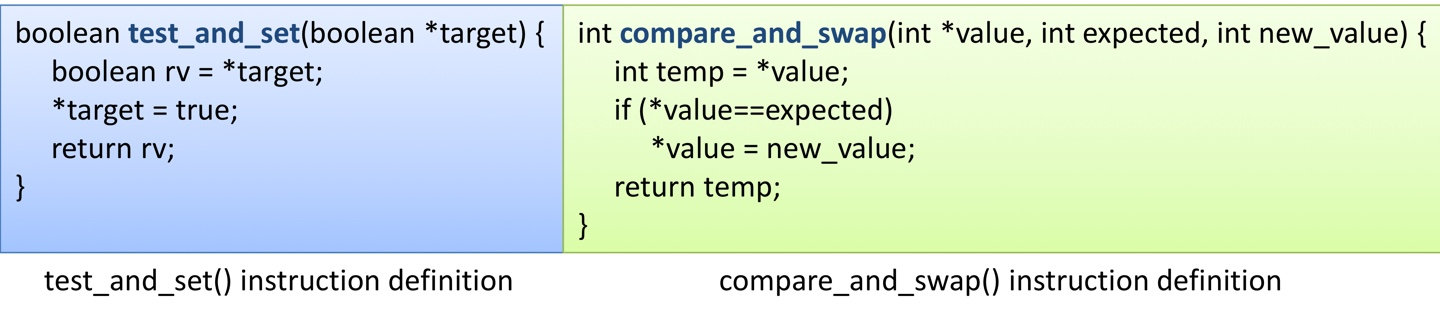 boolean test_and_set(boolean *target) {
boolean rv = *target;
*target = true;
return rv;
}
test_and_set() instruction definition
int compare_and_swap(int *value, int expected, int new_value) {
int temp = *value;
if (*value==expected)
*value = new_value;
return temp;
}
compare_and_swap() instruction definition